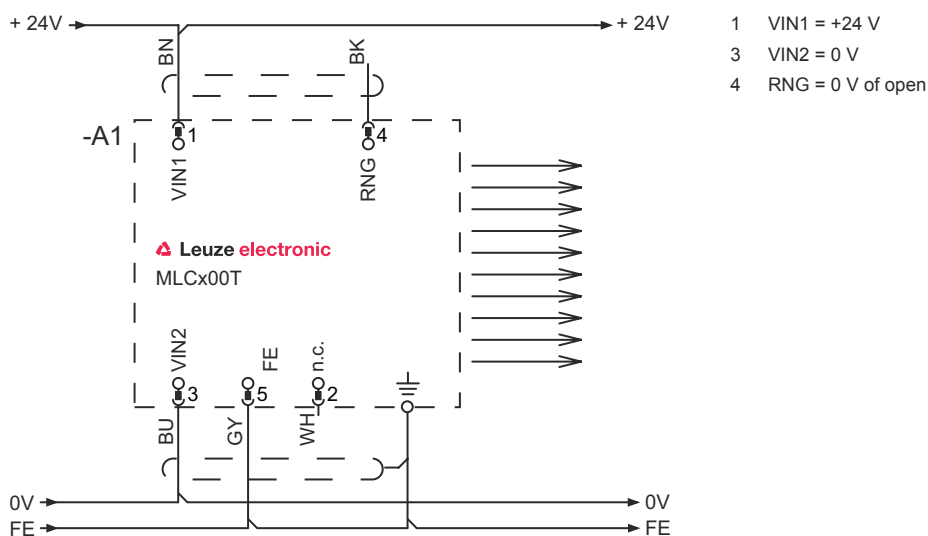 + 24V
+ 24V
1 VIN1 = +24 V
3 VIN2 = 0 V
4 RNG = 0 V of open
BN
BK
-A1
1
4
VIN1
RNG
Leuze electronic
MLCx00T
VIN2
FE
n.c.
3
5
2
BU
GY
WH
0V
0V
FE
FE